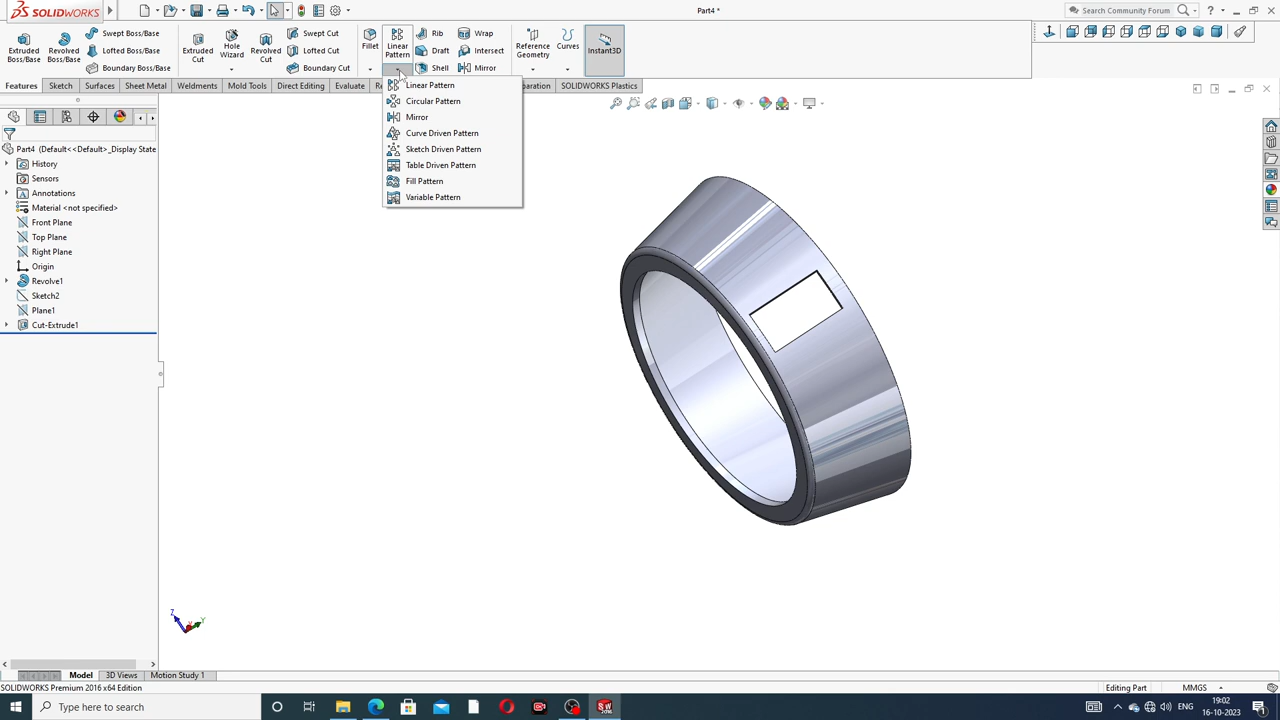 SOLIDWORKS
Part4 *
Search Community Forum
Extruded Boss/Base
Revolved Boss/Base
Swept Boss/Base
Lofted Boss/Base
Boundary Boss/Base
Extruded Cut
Hole Wizard
Revolved Cut
Swept Cut
Lofted Cut
Boundary Cut
Fillet
Linear Pattern
Rib
Draft
Shell
Wrap
Intersect
Mirror
Reference Geometry
Curves
Instant3D
Features
Sketch
Surfaces
Sheet Metal
Weldments
Mold Tools
Direct Editing
Evaluate
SOLIDWORKS Plastics
Linear Pattern
Circular Pattern
Mirror
Curve Driven Pattern
Sketch Driven Pattern
Table Driven Pattern
Fill Pattern
Variable Pattern
Part4 (Default<<Default>_Display State
History
Sensors
Annotations
Material <not specified>
Front Plane
Top Plane
Right Plane
Origin
Revolve1
Sketch2
Plane1
Cut-Extrude1
Z
X
Y
Model
3D Views
Motion Study 1
SOLIDWORKS Premium 2016 x64 Edition
Editing Part
MMGS
Type here to search
ENG
19:02
16-10-2023